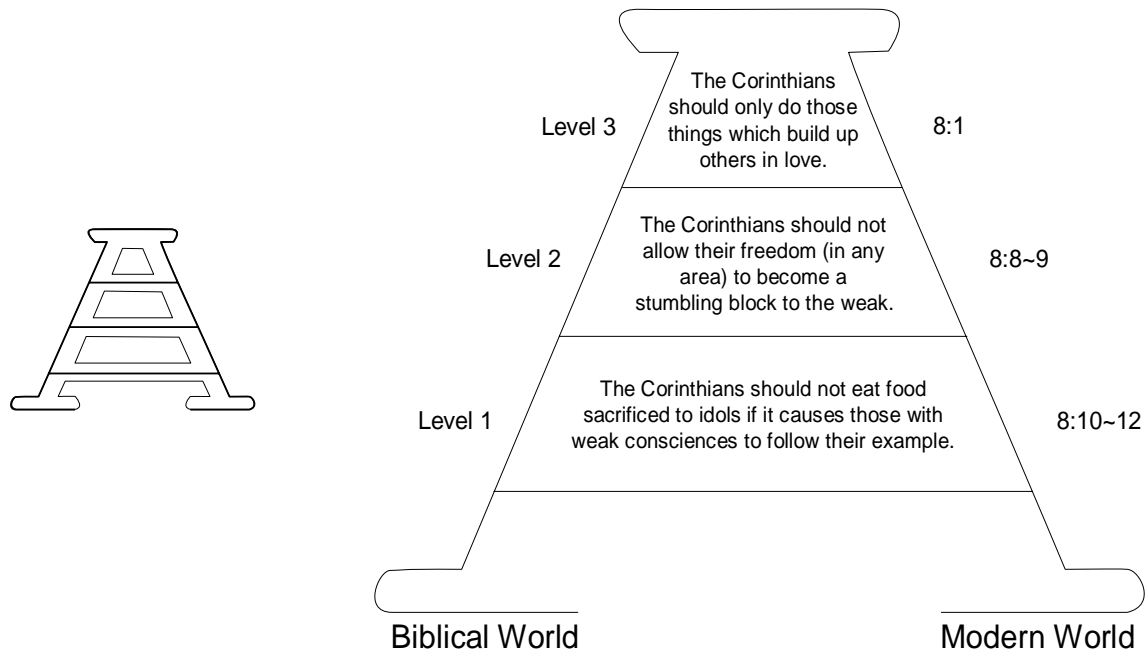 The Corinthians
should only do those
things which build up
others in love.
Level 3
8:1
The Corinthians should not
allow their freedom (in any
area) to become a
stumbling block to the weak.
Level 2
8:8~9
The Corinthians should not eat food
sacrificed to idols if it causes those with
weak consciences to follow their example.
Level 1
8:10~12
Biblical World
Modern World